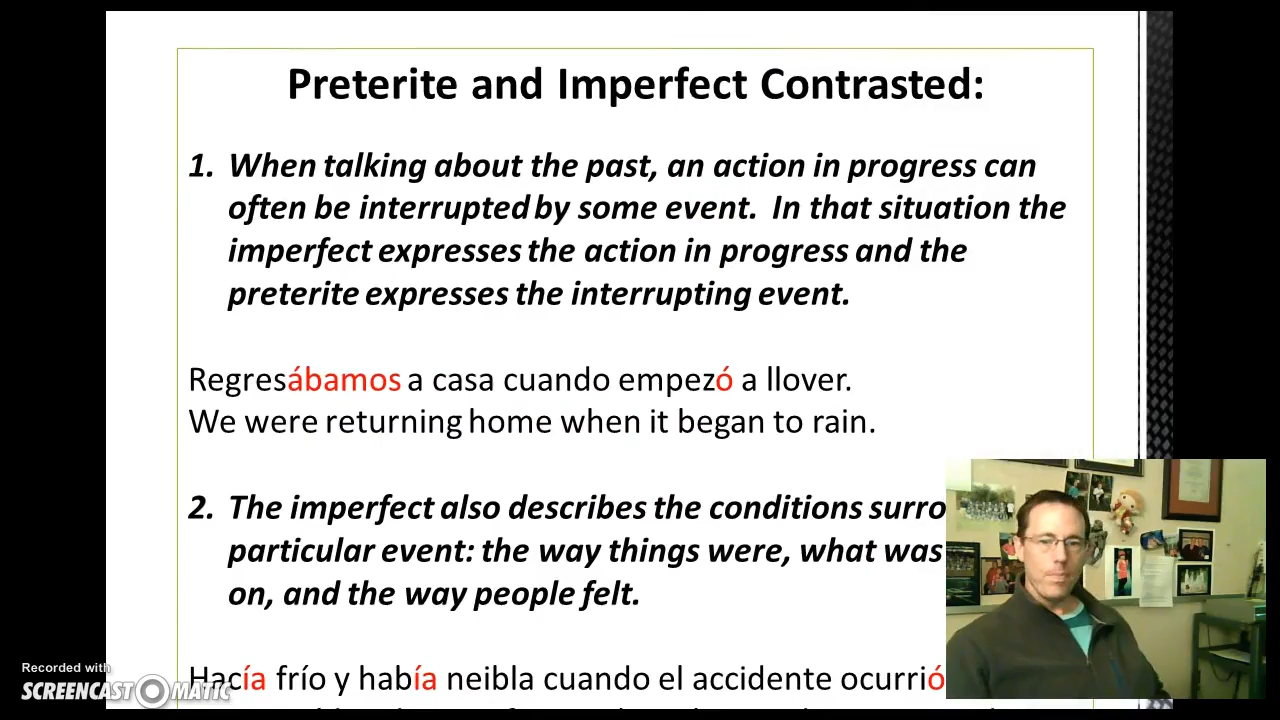 Preterite and Imperfect Contrasted:
1. When talking about the past, an action in progress can
often be interrupted by some event. In that situation the
imperfect expresses the action in progress and the
preterite expresses the interrupting event.
Regresábamos a casa cuando empezó a llover.
We were returning home when it began to rain.
2. The imperfect also describes the conditions surro
particular event: the way things were, what was
on, and the way people felt.
Hacía frío y había neibla cuando el accidente ocurrió
Recorded with
SCREENCAST-O-MATIC